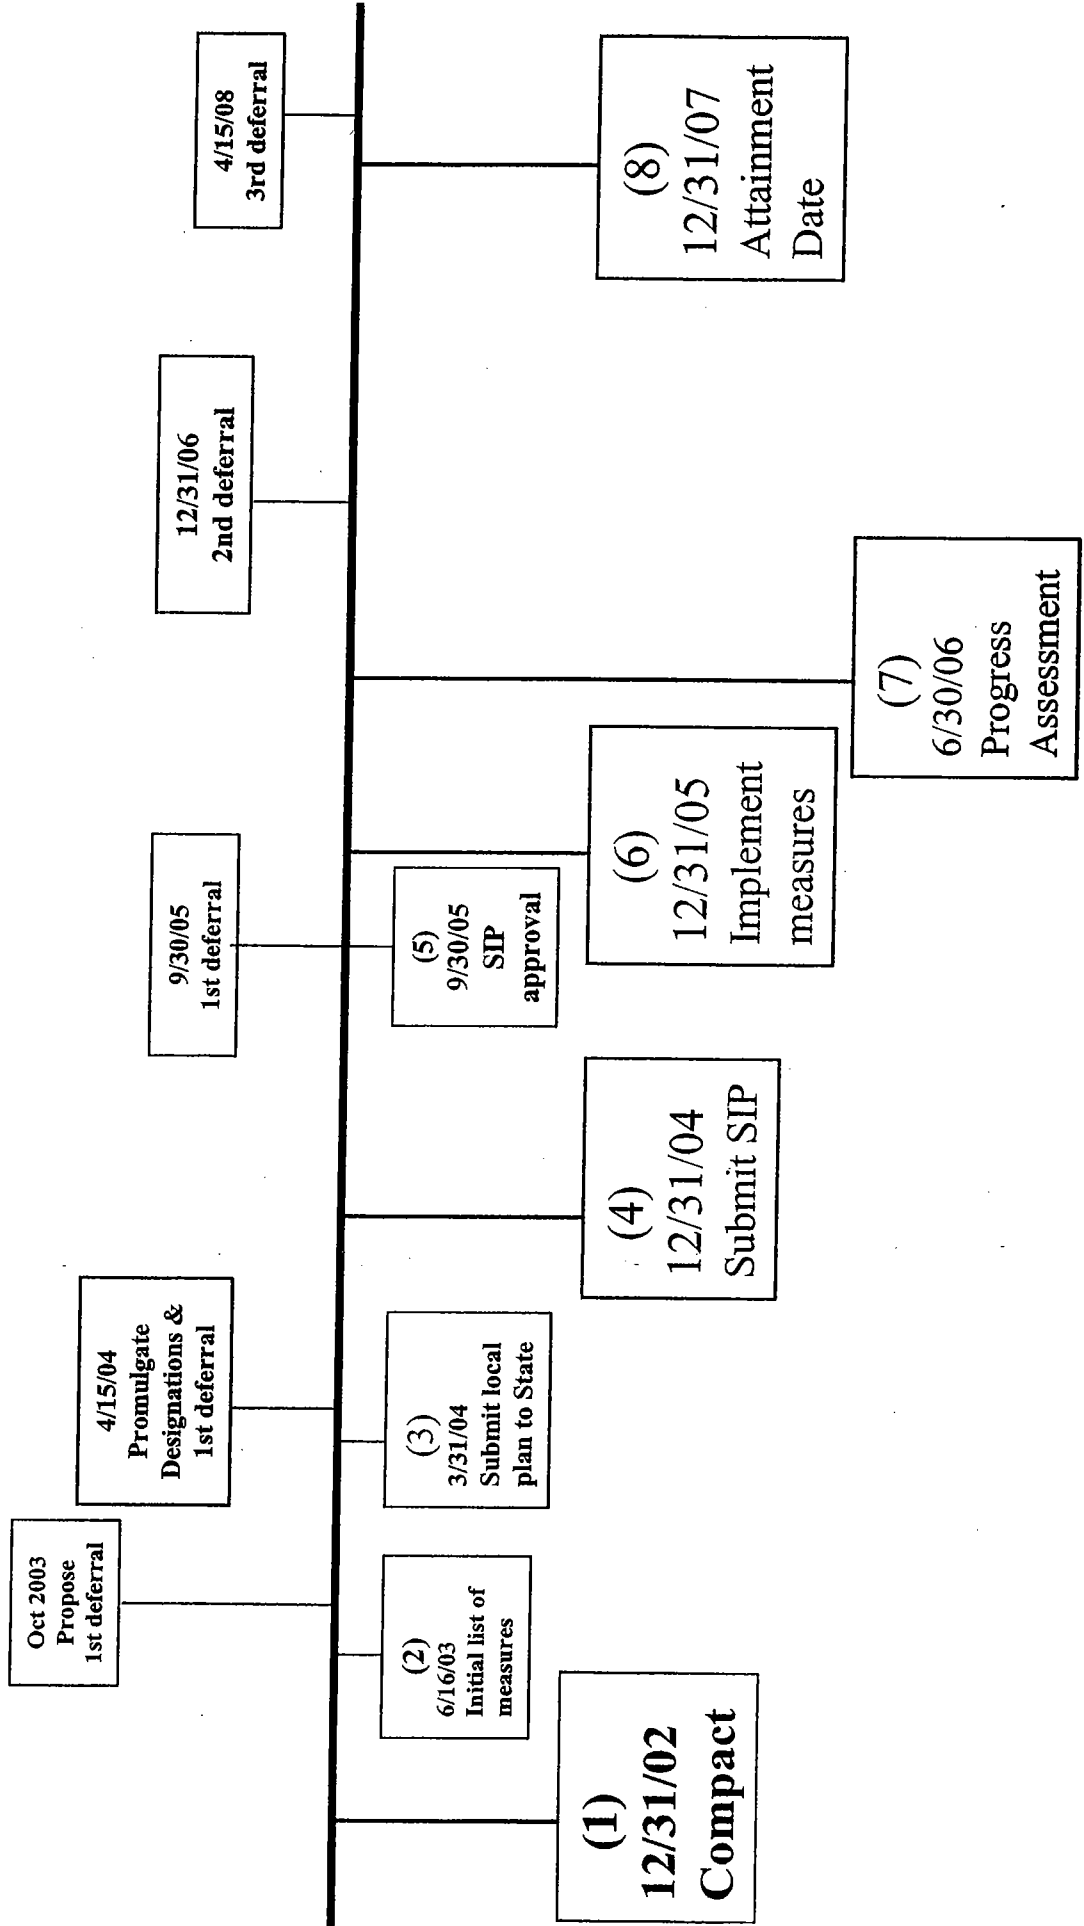 Oct 2003
Propose
1st deferral
4/15/04
Promulgate
Designations &
1st deferral
9/30/05
1st deferral
12/31/06
2nd deferral
4/15/08
3rd deferral
(1)
12/31/02
Compact
(2)
6/16/03
Initial list of
measures
(3)
3/31/04
Submit local
plan to State
(4)
12/31/04
Submit SIP
(5)
9/30/05
SIP
approval
(6)
12/31/05
Implement
measures
(7)
6/30/06
Progress
Assessment
(8)
12/31/07
Attainment
Date